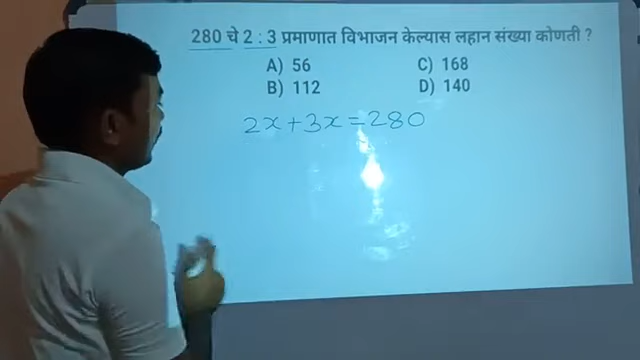 280 चे 2 : 3 प्रमाणात विभाजन केल्यास लहान संख्या कोणती ?
A) 56 C) 168
B) 112 D) 140
2x+3x=280